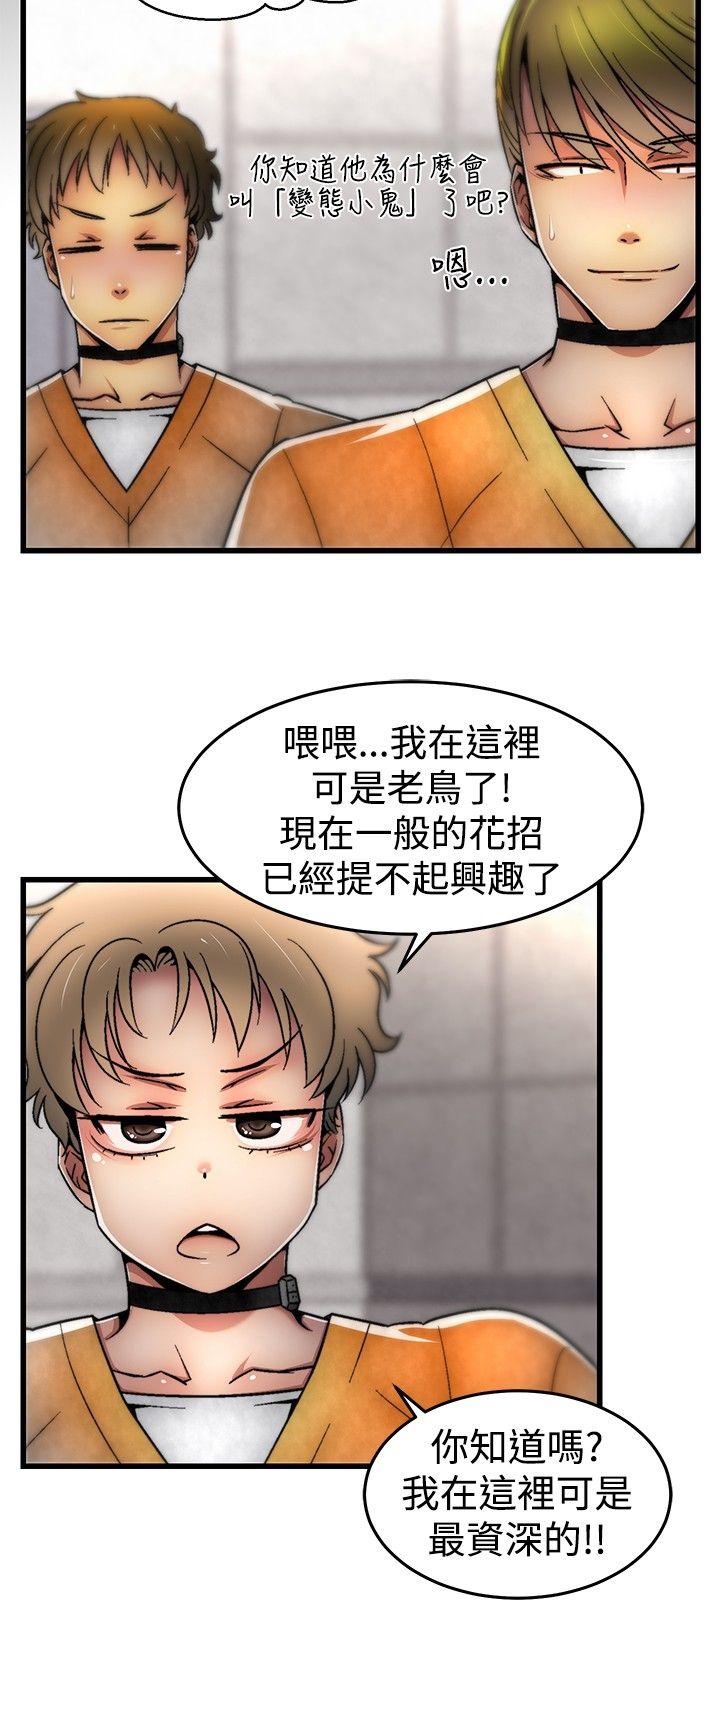 你知道他為什麼會
叫「變態小鬼」了吧?
嗯...
喂喂...我在這裡
可是老鳥了!
現在一般的花招
已經提不起興趣了
你知道嗎?
我在這裡可是
最資深的!!